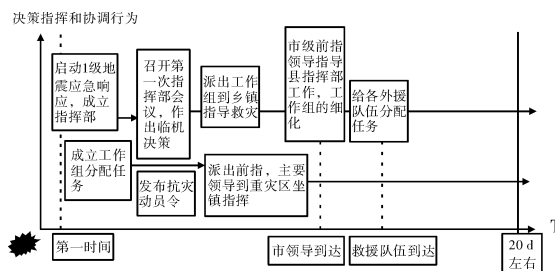 决策指挥和协调行为
启动1级地
震应急响
应，成立
指挥部
召开第
一次指
挥部会
议，作
出临机
决策
派出工作
组到乡镇
指导救灾
市级前指
领导指导
县指挥部
工作，工
作组的细
化
给各外援
队伍分配
任务
成立工作
组分配任
务
发布抗灾
动员令
派出前指，主要
领导到重灾区坐
镇指挥
T
第一时间
市领导到达
救援队伍到达
20 d
左右